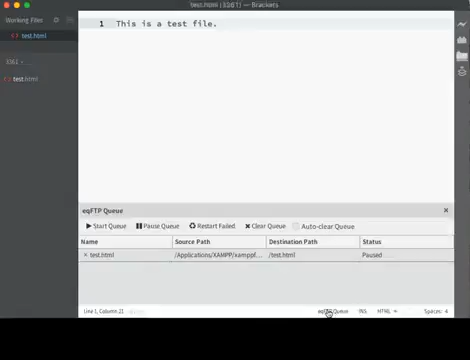 test.html (3361) — Brackets
Working Files
test.html
3361
test.html
1 This is a test file.
eqFTP Queue
Start Queue Pause Queue Restart Failed Clear Queue Auto-clear Queue
Name Source Path Destination Path Status
test.html /Applications/XAMPP/xamppf... /test.html Paused
Line 1, Column 21 eqFTP Queue INS HTML Spaces: 4